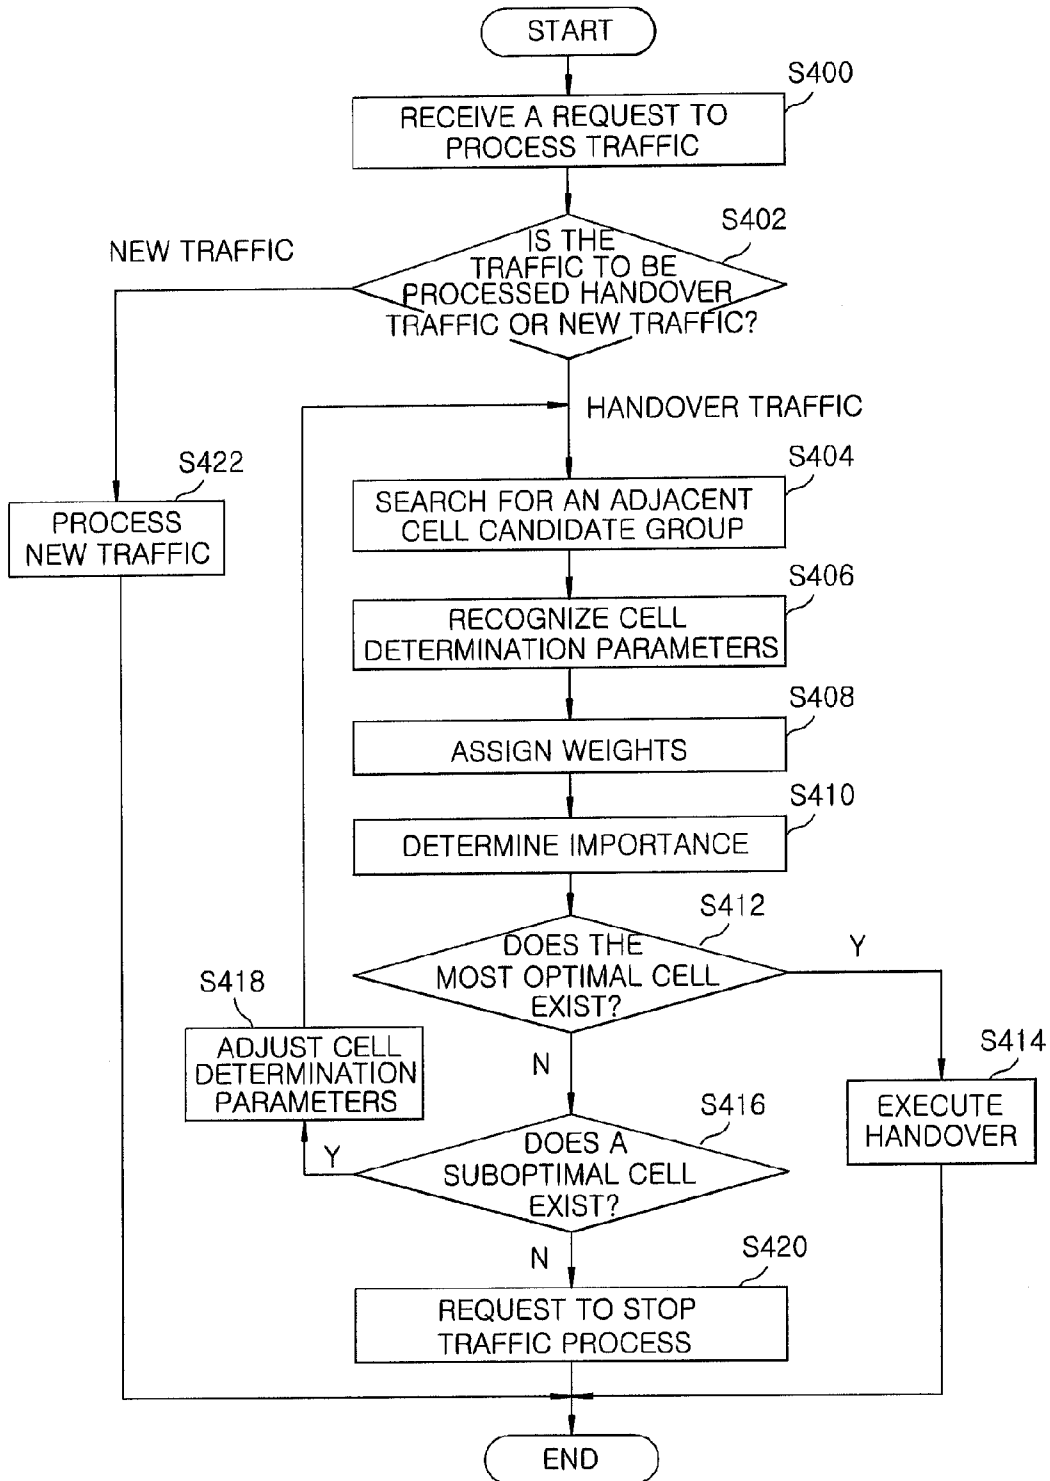 START
S400
RECEIVE A REQUEST TO
PROCESS TRAFFIC
S402
NEW TRAFFIC
IS THE
TRAFFIC TO BE
PROCESSED HANDOVER
TRAFFIC OR NEW TRAFFIC?
HANDOVER TRAFFIC
S422
PROCESS
NEW TRAFFIC
S404
SEARCH FOR AN ADJACENT
CELL CANDIDATE GROUP
S406
RECOGNIZE CELL
DETERMINATION PARAMETERS
S408
ASSIGN WEIGHTS
S410
DETERMINE IMPORTANCE
S412
DOES THE
MOST OPTIMAL CELL
EXIST?
Y
N
S418
ADJUST CELL
DETERMINATION
PARAMETERS
S414
EXECUTE
HANDOVER
S416
DOES A
SUBOPTIMAL CELL
EXIST?
Y
N
S420
REQUEST TO STOP
TRAFFIC PROCESS
END